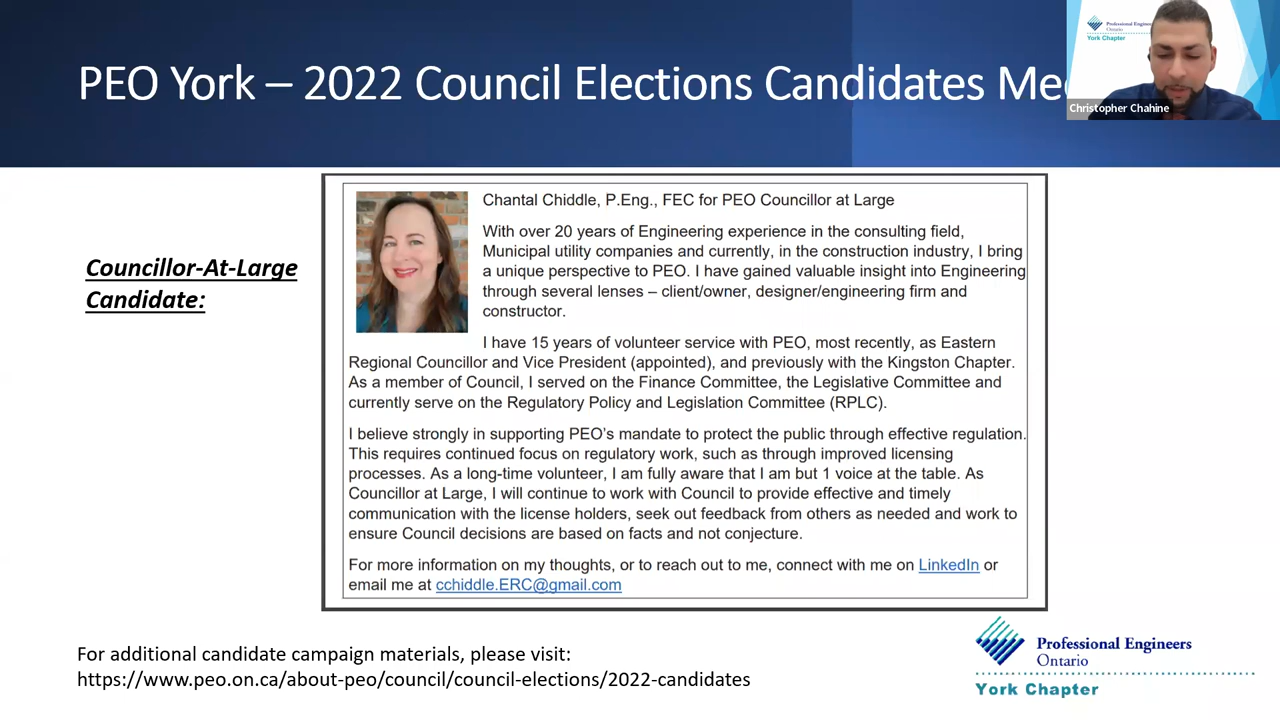 PEO York – 2022 Council Elections Candidates Me
Professional Engineers
Ontario
York Chapter
Christopher Chahine
Councillor-At-Large
Candidate:
Chantal Chiddle, P.Eng., FEC for PEO Councillor at Large
With over 20 years of Engineering experience in the consulting field,
Municipal utility companies and currently, in the construction industry, I bring
a unique perspective to PEO. I have gained valuable insight into Engineering
through several lenses – client/owner, designer/engineering firm and
constructor.
I have 15 years of volunteer service with PEO, most recently, as Eastern
Regional Councillor and Vice President (appointed), and previously with the Kingston Chapter.
As a member of Council, I served on the Finance Committee, the Legislative Committee and
currently serve on the Regulatory Policy and Legislation Committee (RPLC).
I believe strongly in supporting PEO's mandate to protect the public through effective regulation.
This requires continued focus on regulatory work, such as through improved licensing
processes. As a long-time volunteer, I am fully aware that I am but 1 voice at the table. As
Councillor at Large, I will continue to work with Council to provide effective and timely
communication with the license holders, seek out feedback from others as needed and work to
ensure Council decisions are based on facts and not conjecture.
For more information on my thoughts, or to reach out to me, connect with me on LinkedIn or
email me at cchiddle.ERC@gmail.com
For additional candidate campaign materials, please visit:
https://www.peo.on.ca/about-peo/council/council-elections/2022-candidates
Professional Engineers
Ontario
York Chapter